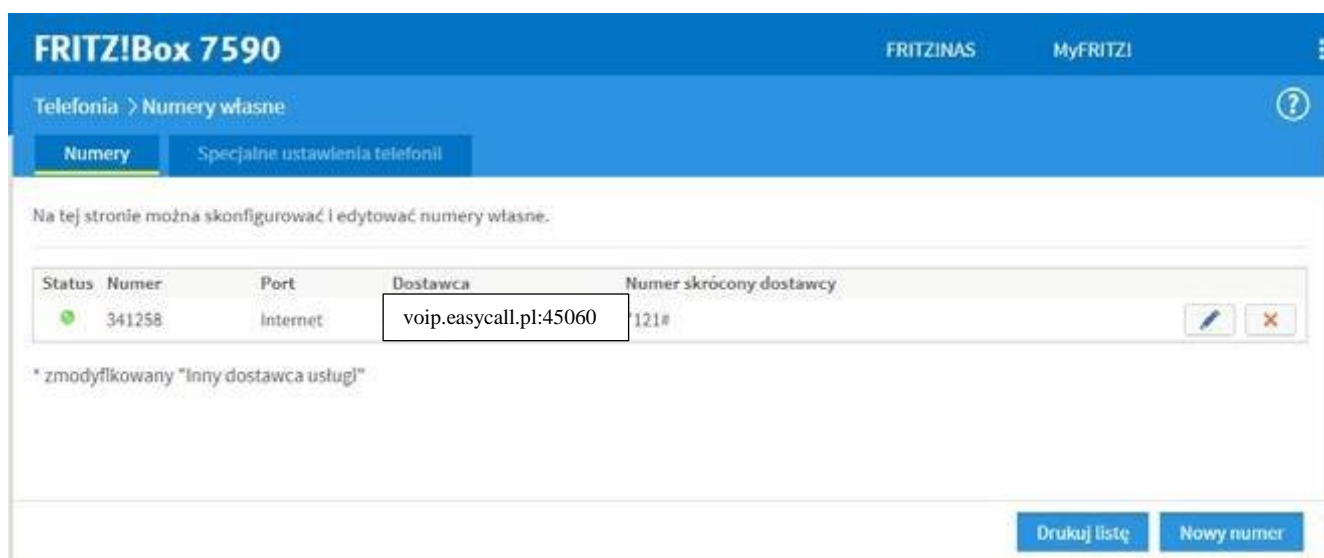 FRITZ!Box 7590 FRITZ!NAS MyFRITZ!
Telefonia > Numery własne ?
Numery Specjalne ustawienia telefonii
Na tej stronie można skonfigurować i edytować numery własne.
Status Numer Port Dostawca Numer skrócony dostawcy
341258 Internet voip.easycall.pl:45060 *121#
* zmodyfikowany "Inny dostawca usługi"
Drukuj listę Nowy numer